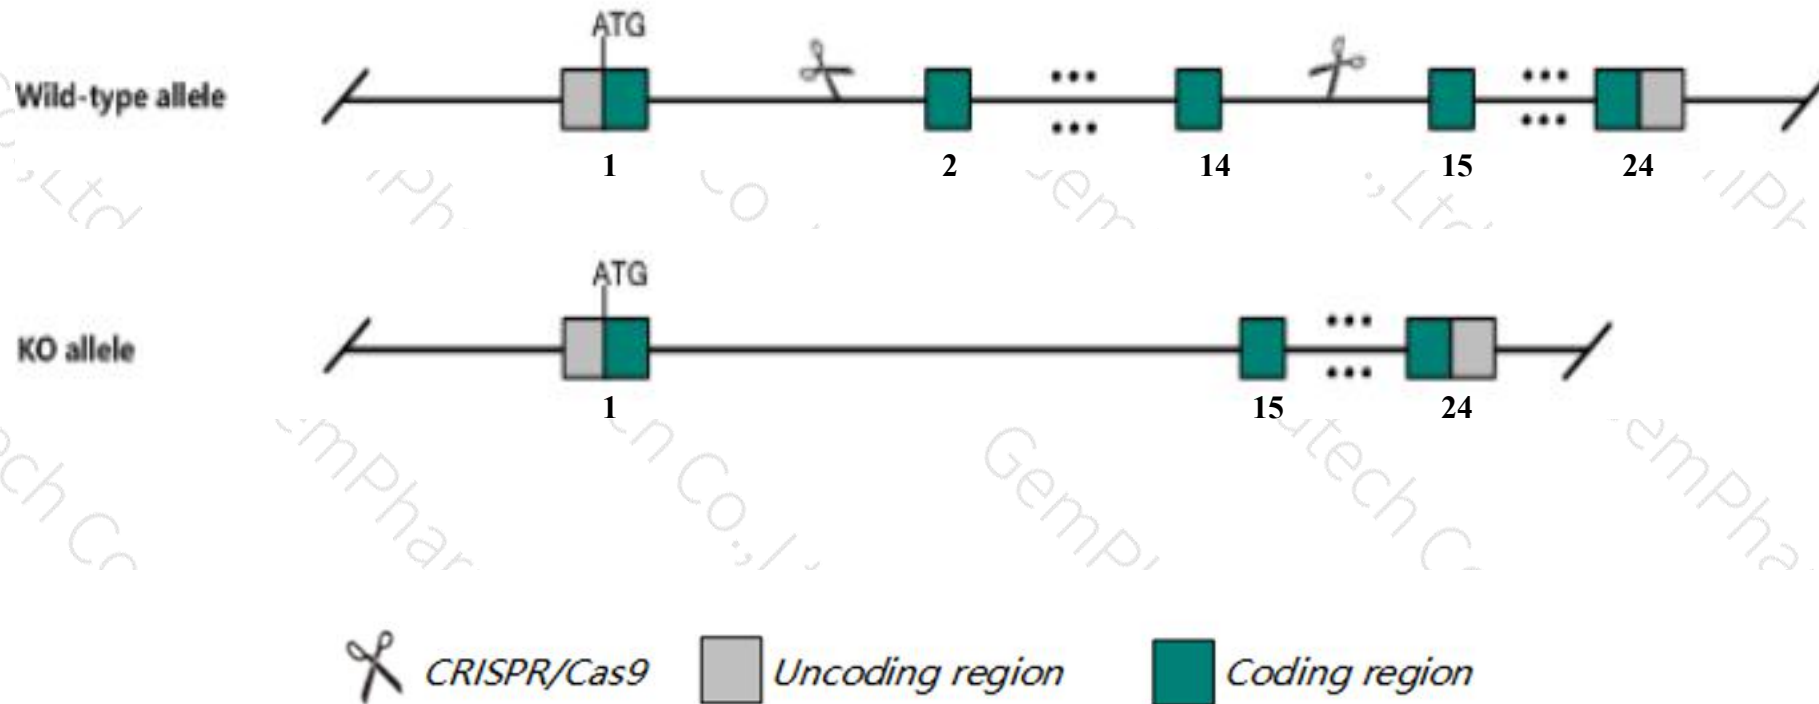 ATG
Wild-type allele
1 2 14 15 24
ATG
KO allele
1 15 24
CRISPR/Cas9 Uncoding region Coding region